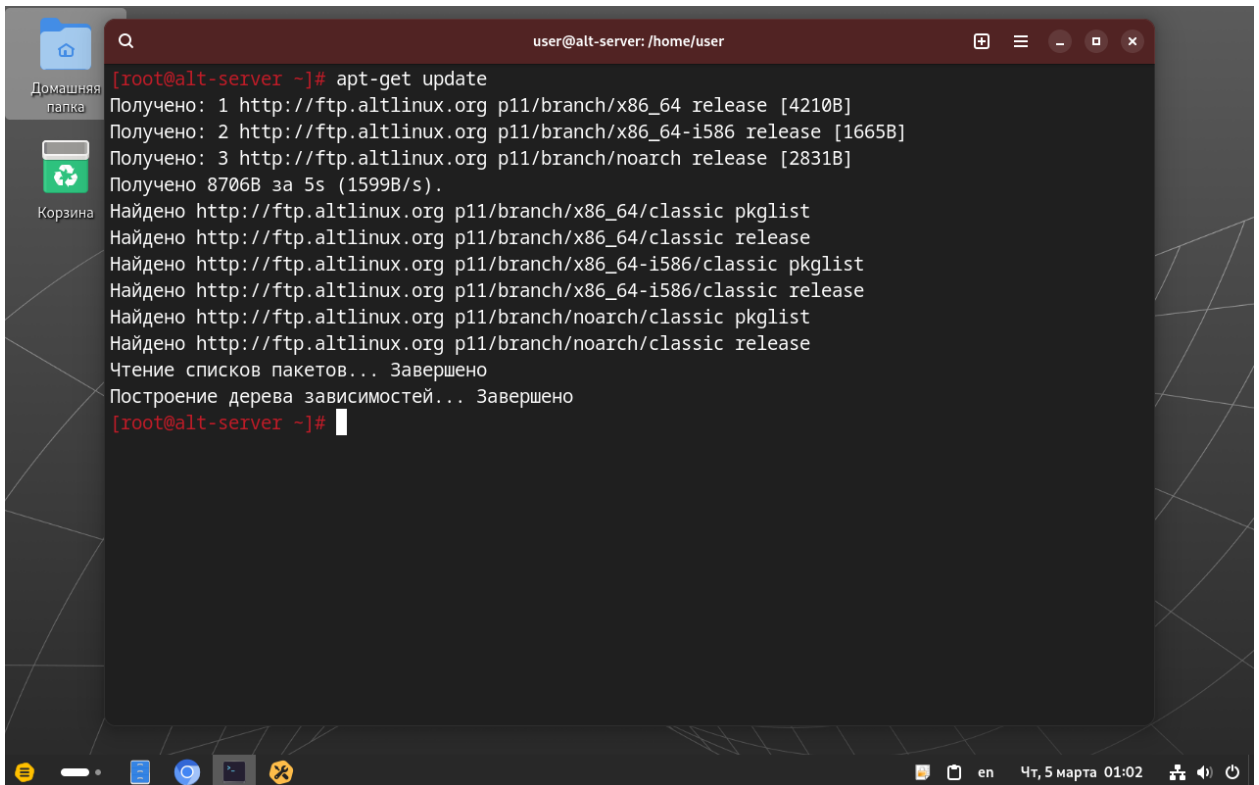 user@alt-server: /home/user
Домашняя
папка
Корзина
[root@alt-server ~]# apt-get update
Получено: 1 http://ftp.altlinux.org p11/branch/x86_64 release [4210B]
Получено: 2 http://ftp.altlinux.org p11/branch/x86_64-i586 release [1665B]
Получено: 3 http://ftp.altlinux.org p11/branch/noarch release [2831B]
Получено 8706B за 5s (1599B/s).
Найдено http://ftp.altlinux.org p11/branch/x86_64/classic pkglist
Найдено http://ftp.altlinux.org p11/branch/x86_64/classic release
Найдено http://ftp.altlinux.org p11/branch/x86_64-i586/classic pkglist
Найдено http://ftp.altlinux.org p11/branch/x86_64-i586/classic release
Найдено http://ftp.altlinux.org p11/branch/noarch/classic pkglist
Найдено http://ftp.altlinux.org p11/branch/noarch/classic release
Чтение списков пакетов... Завершено
Построение дерева зависимостей... Завершено
[root@alt-server ~]#
en Чт, 5 марта 01:02